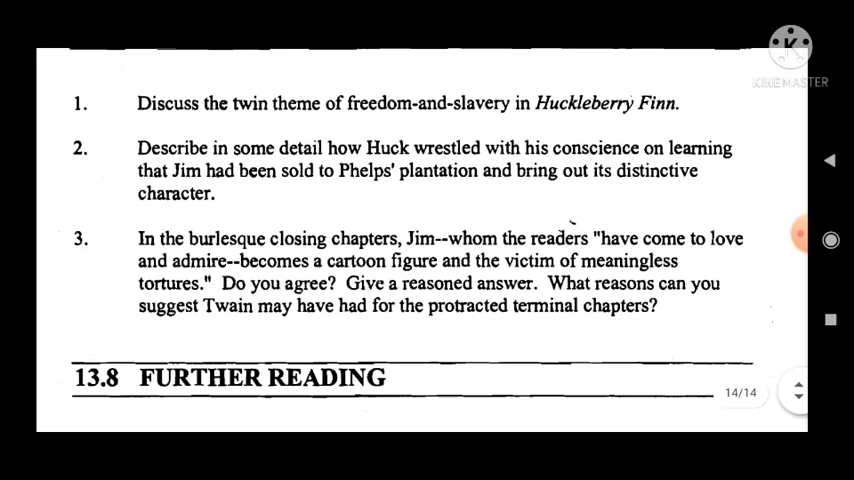 KINEMASTER
1. Discuss the twin theme of freedom-and-slavery in Huckleberry Finn.
2. Describe in some detail how Huck wrestled with his conscience on learning
that Jim had been sold to Phelps' plantation and bring out its distinctive
character.
3. In the burlesque closing chapters, Jim--whom the readers "have come to love
and admire--becomes a cartoon figure and the victim of meaningless
tortures." Do you agree? Give a reasoned answer. What reasons can you
suggest Twain may have had for the protracted terminal chapters?
13.8 FURTHER READING
14/14